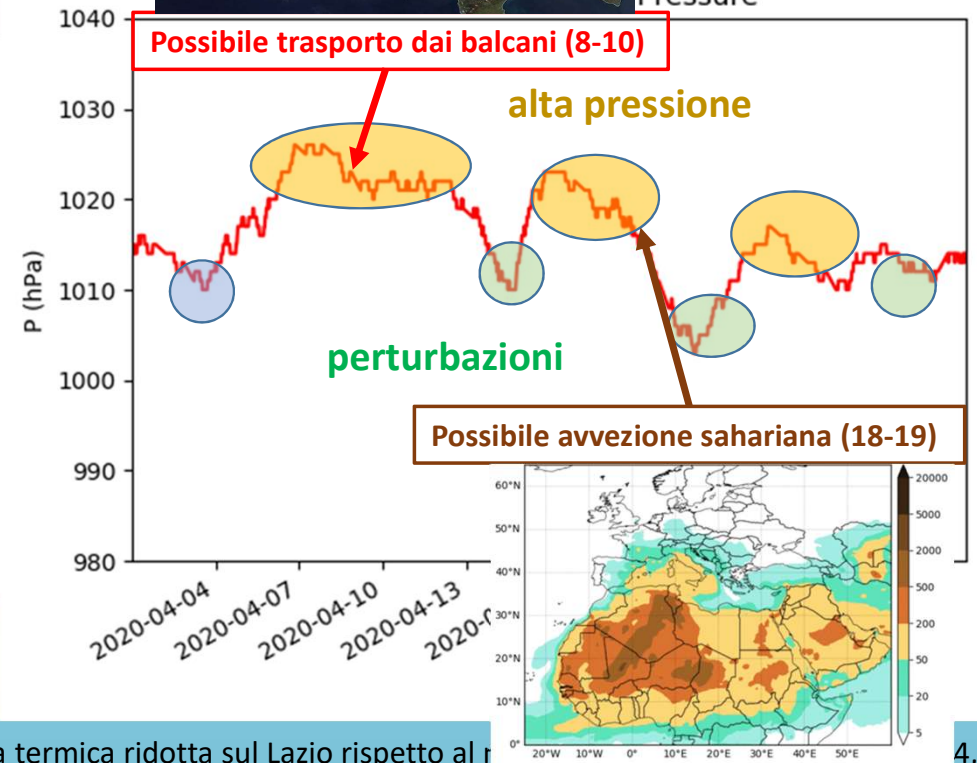 Pressure
1040
Possibile trasporto dai balcani (8-10)
1030
alta pressione
1020
1010
P (hPa)
1000
perturbazioni
Possibile avvezione sahariana (18-19)
990
980
2020-04-04
2020-04-07
2020-04-10
2020-04-13
60°N
50°N
40°N
30°N
20°N
10°N
0°
20°W 10°W 0° 10°E 20°E 30°E 40°E 50°E
20000
5000
2000
500
200
50
20
5
termica ridotta sul Lazio rispetto al
4.